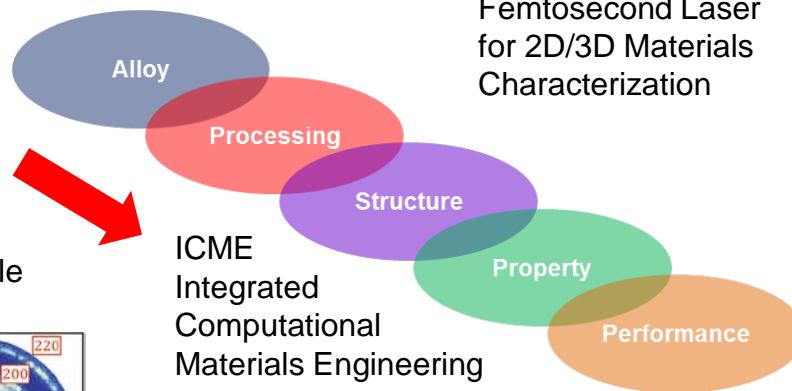 Femtosecond Laser
for 2D/3D Materials
Characterization
Alloy
Processing
Structure
Property
Performance
ICME
Integrated
Computational
Materials Engineering
le
220
200